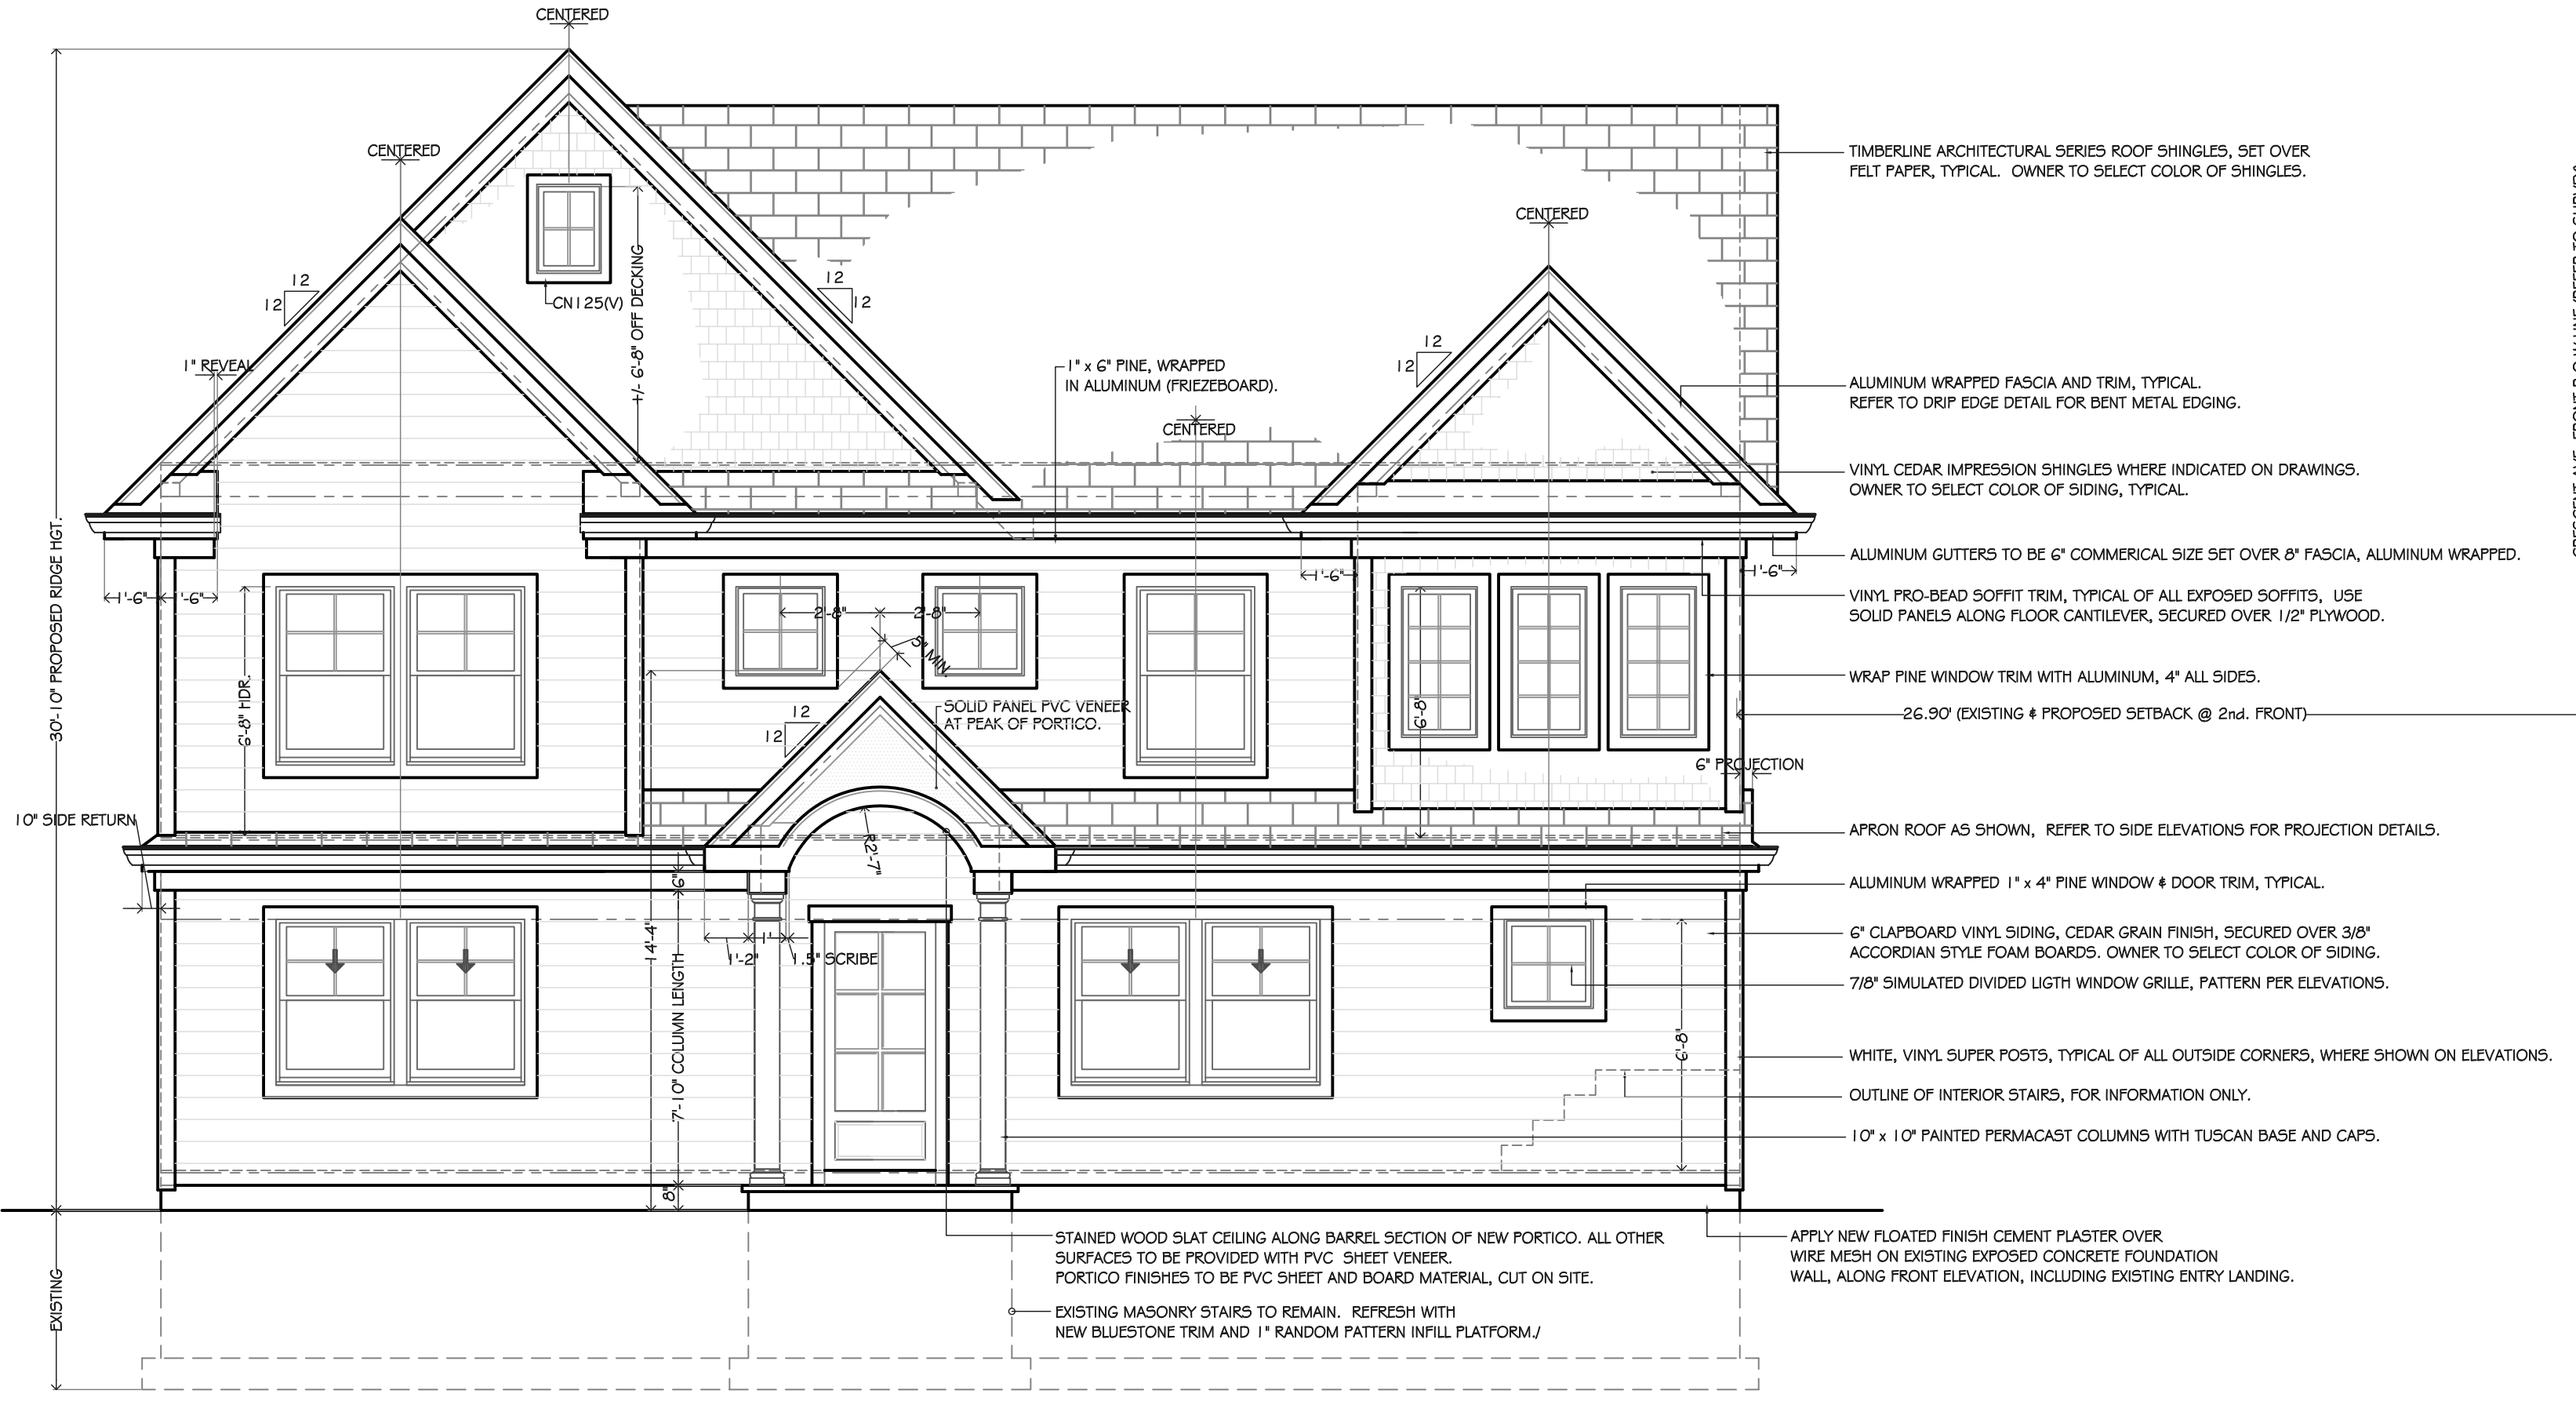 CENTERED
CENTERED
CENTERED
CENTERED
12
12
12
12
12
12
12
12
1" REVEAL
CN125(V)
+/- 6'-8" OFF DECKING
30'-10" PROPOSED RIDGE HGT.
EXISTING
1" x 6" PINE, WRAPPED
IN ALUMINUM (FRIEZEBOARD).
1'-6"
'-6"
1'-6"
1'-6"
6'-8" HDR.
2'-8"
2'-8"
5" MIN.
SOLID PANEL PVC VENEER
AT PEAK OF PORTICO.
6'-8"
6" PROJECTION
10" SIDE RETURN
R2'-7"
6"
14'-4"
7'-10" COLUMN LENGTH
8"
1'-2"
1'
1.5" SCRIBE
6'-8"
TIMBERLINE ARCHITECTURAL SERIES ROOF SHINGLES, SET OVER
FELT PAPER, TYPICAL. OWNER TO SELECT COLOR OF SHINGLES.
ALUMINUM WRAPPED FASCIA AND TRIM, TYPICAL.
REFER TO DRIP EDGE DETAIL FOR BENT METAL EDGING.
VINYL CEDAR IMPRESSION SHINGLES WHERE INDICATED ON DRAWINGS.
OWNER TO SELECT COLOR OF SIDING, TYPICAL.
ALUMINUM GUTTERS TO BE 6" COMMERICAL SIZE SET OVER 8" FASCIA, ALUMINUM WRAPPED.
VINYL PRO-BEAD SOFFIT TRIM, TYPICAL OF ALL EXPOSED SOFFITS, USE
SOLID PANELS ALONG FLOOR CANTILEVER, SECURED OVER 1/2" PLYWOOD.
WRAP PINE WINDOW TRIM WITH ALUMINUM, 4" ALL SIDES.
26.90' (EXISTING & PROPOSED SETBACK @ 2nd. FRONT)
APRON ROOF AS SHOWN, REFER TO SIDE ELEVATIONS FOR PROJECTION DETAILS.
ALUMINUM WRAPPED 1" x 4" PINE WINDOW & DOOR TRIM, TYPICAL.
6" CLAPBOARD VINYL SIDING, CEDAR GRAIN FINISH, SECURED OVER 3/8"
ACCORDIAN STYLE FOAM BOARDS. OWNER TO SELECT COLOR OF SIDING.
7/8" SIMULATED DIVIDED LIGTH WINDOW GRILLE, PATTERN PER ELEVATIONS.
WHITE, VINYL SUPER POSTS, TYPICAL OF ALL OUTSIDE CORNERS, WHERE SHOWN ON ELEVATIONS.
OUTLINE OF INTERIOR STAIRS, FOR INFORMATION ONLY.
10" x 10" PAINTED PERMACAST COLUMNS WITH TUSCAN BASE AND CAPS.
STAINED WOOD SLAT CEILING ALONG BARREL SECTION OF NEW PORTICO. ALL OTHER
SURFACES TO BE PROVIDED WITH PVC SHEET VENEER.
PORTICO FINISHES TO BE PVC SHEET AND BOARD MATERIAL, CUT ON SITE.
EXISTING MASONRY STAIRS TO REMAIN. REFRESH WITH
NEW BLUESTONE TRIM AND 1" RANDOM PATTERN INFILL PLATFORM./
APPLY NEW FLOATED FINISH CEMENT PLASTER OVER
WIRE MESH ON EXISTING EXPOSED CONCRETE FOUNDATION
WALL, ALONG FRONT ELEVATION, INCLUDING EXISTING ENTRY LANDING.